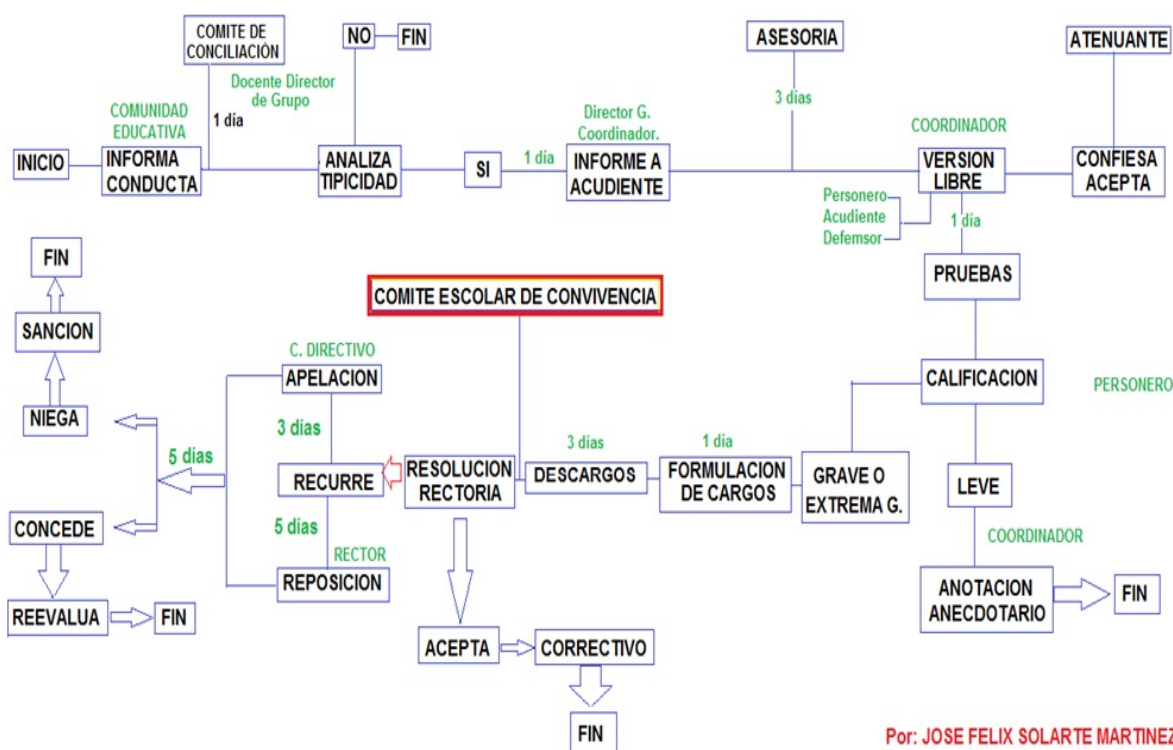 COMITE DE
CONCILIACIÓN
NO
FIN
ASESORIA
ATENUANTE
Docente Director
de Grupo
1 día
COMUNIDAD
EDUCATIVA
3 días
Director G.
Coordinador.
COORDINADOR
INICIO
INFORMA
CONDUCTA
ANALIZA
TIPICIDAD
SI
1 día
INFORME A
ACUDIENTE
VERSION
LIBRE
CONFIESA
ACEPTA
Personero
Acudiente
Defemsor
1 día
PRUEBAS
FIN
SANCION
NIEGA
COMITE ESCOLAR DE CONVIVENCIA
C. DIRECTIVO
APELACION
CALIFICACION
PERSONERO
3 días
5 días
RECURRE
RESOLUCION
RECTORIA
3 días
DESCARGOS
1 día
FORMULACION
DE CARGOS
GRAVE O
EXTREMA G.
LEVE
5 días
CONCEDE
RECTOR
REPOSICION
COORDINADOR
REEVALUA
FIN
ANOTACION
ANECDOTARIO
FIN
ACEPTA
CORRECTIVO
FIN
Por: JOSE FELIX SOLARTE MARTINEZ